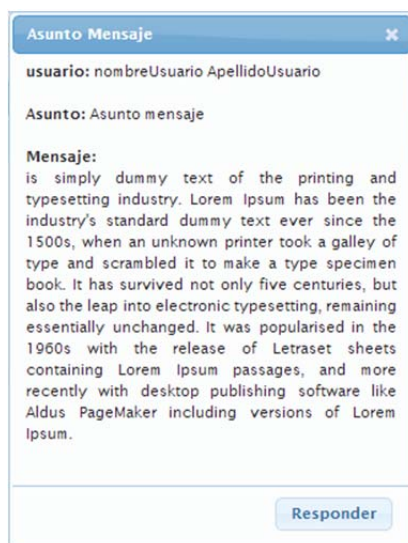 Asunto Mensaje
usuario: nombreUsuario ApellidoUsuario
Asunto: Asunto mensaje
Mensaje:
is simply dummy text of the printing and
typesetting industry. Lorem Ipsum has been the
industry's standard dummy text ever since the
1500s, when an unknown printer took a galley of
type and scrambled it to make a type specimen
book. It has survived not only five centuries, but
also the leap into electronic typesetting, remaining
essentially unchanged. It was popularised in the
1960s with the release of Letraset sheets
containing Lorem Ipsum passages, and more
recently with desktop publishing software like
Aldus PageMaker including versions of Lorem
Ipsum.
Responder